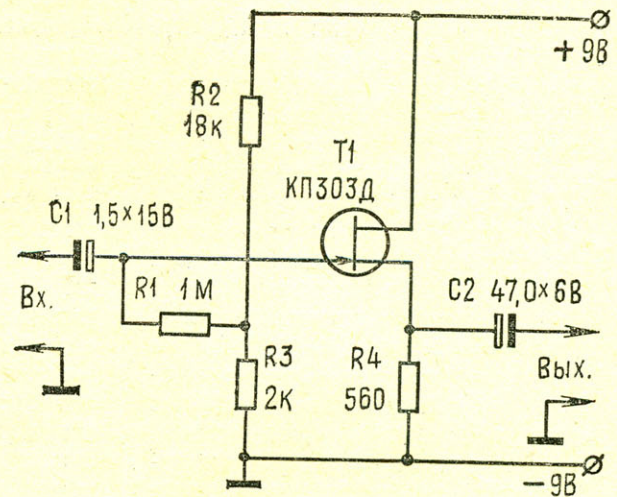 + 9В
R2
18к
T1
КП303Д
C1 1,5×15В
Вх.
R1 1М
C2 47,0×6В
R3
2к
R4
560
Вых.
− 9В